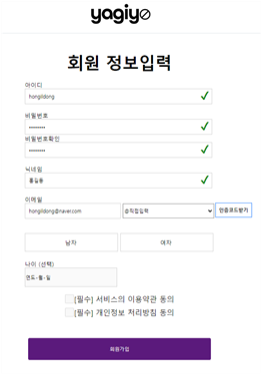 yagiyo
회원 정보입력
아이디
hongildong
비밀번호
••••••••
비밀번호확인
••••••••
닉네임
홍길동
이메일
hongildong@naver.com @직접입력 인증코드받기
남자 여자
나이 (선택)
연도-월-일
[필수] 서비스의 이용약관 동의
[필수] 개인정보 처리방침 동의
회원가입